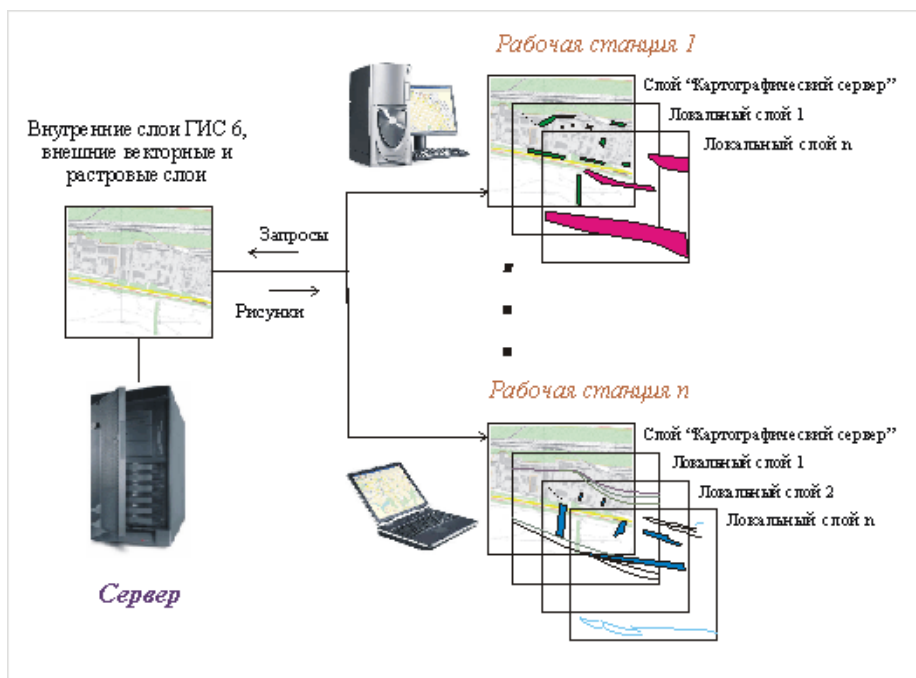 Рабочая станция 1
Слой “Картографический сервер”
Локальный слой 1
Локальный слой n
Внутренние слои ГИС 6,
внешние векторные и
растровые слои
Запросы
Рисунки
Рабочая станция n
Слой “Картографический сервер”
Локальный слой 1
Локальный слой 2
Локальный слой n
Сервер